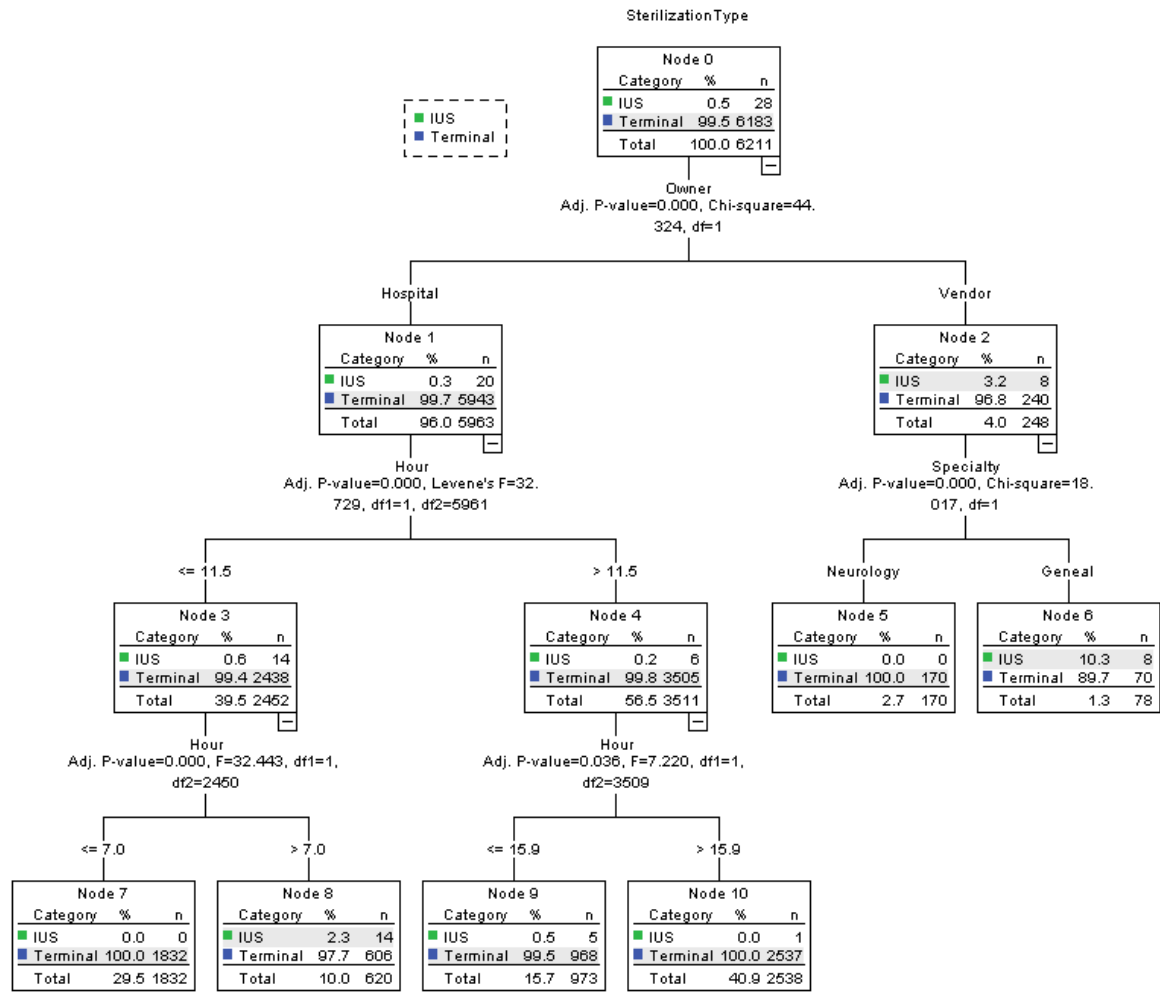 SterilizationType
Node 0
Category % n
IUS 0.5 28
Terminal 99.5 6183
Total 100.0 6211
IUS
Terminal
Owner
Adj. P-value=0.000, Chi-square=44.
324, df=1
Hospital
Vendor
Node 1
Category % n
IUS 0.3 20
Terminal 99.7 5943
Total 96.0 5963
Node 2
Category % n
IUS 3.2 8
Terminal 96.8 240
Total 4.0 248
Hour
Adj. P-value=0.000, Levene's F=32.
729, df1=1, df2=5961
Specialty
Adj. P-value=0.000, Chi-square=18.
017, df=1
<= 11.5
> 11.5
Neurology
Geneal
Node 3
Category % n
IUS 0.6 14
Terminal 99.4 2438
Total 39.5 2452
Node 4
Category % n
IUS 0.2 6
Terminal 99.8 3505
Total 56.5 3511
Node 5
Category % n
IUS 0.0 0
Terminal 100.0 170
Total 2.7 170
Node 6
Category % n
IUS 10.3 8
Terminal 89.7 70
Total 1.3 78
Hour
Adj. P-value=0.000, F=32.443, df1=1,
df2=2450
Hour
Adj. P-value=0.036, F=7.220, df1=1,
df2=3509
<= 7.0
> 7.0
<= 15.9
> 15.9
Node 7
Category % n
IUS 0.0 0
Terminal 100.0 1832
Total 29.5 1832
Node 8
Category % n
IUS 2.3 14
Terminal 97.7 606
Total 10.0 620
Node 9
Category % n
IUS 0.5 5
Terminal 99.5 968
Total 15.7 973
Node 10
Category % n
IUS 0.0 1
Terminal 100.0 2537
Total 40.9 2538